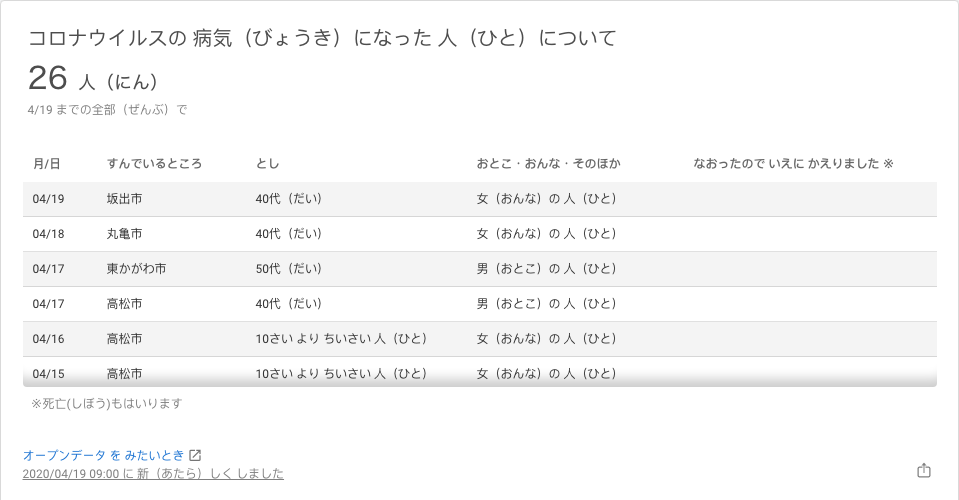 コロナウイルスの 病気（びょうき）になった 人（ひと）について
26 人（にん）
4/19 までの全部（ぜんぶ）で
月/日 すんでいるところ とし おとこ・おんな・そのほか なおったので いえに かえりました ※
04/19 坂出市 40代（だい） 女（おんな）の 人（ひと）
04/18 丸亀市 40代（だい） 女（おんな）の 人（ひと）
04/17 東かがわ市 50代（だい） 男（おとこ）の 人（ひと）
04/17 高松市 40代（だい） 男（おとこ）の 人（ひと）
04/16 高松市 10さい より ちいさい 人（ひと） 女（おんな）の 人（ひと）
04/15 高松市 10さい より ちいさい 人（ひと） 女（おんな）の 人（ひと）
※死亡(しぼう)もはいります
オープンデータ を みたいとき
2020/04/19 09:00 に 新（あたら）しく しました